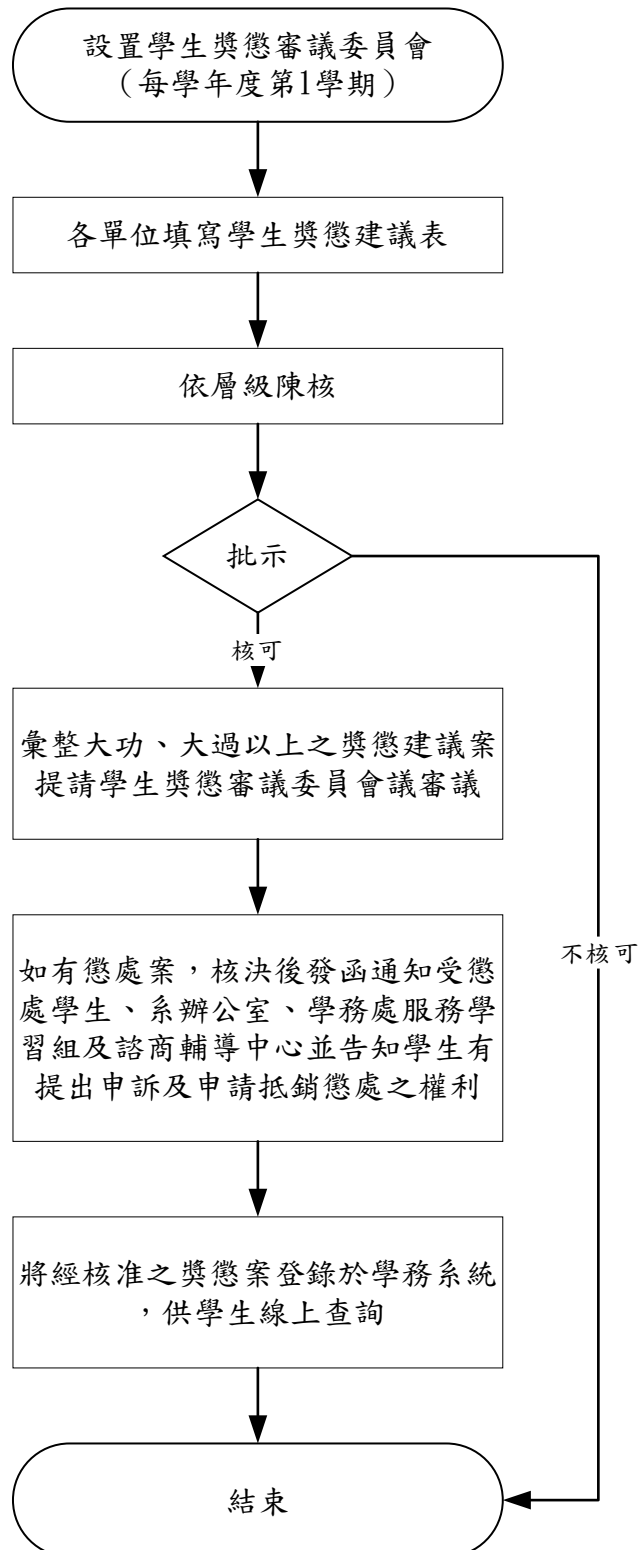 設置學生獎懲審議委員會
（每學年度第1學期）
各單位填寫學生獎懲建議表
依層級陳核
批示
核可
彙整大功、大過以上之獎懲建議案
提請學生獎懲審議委員會議審議
不核可
如有懲處案，核決後發函通知受懲
處學生、系辦公室、學務處服務學
習組及諮商輔導中心並告知學生有
提出申訴及申請抵銷懲處之權利
將經核准之獎懲案登錄於學務系統
，供學生線上查詢
結束